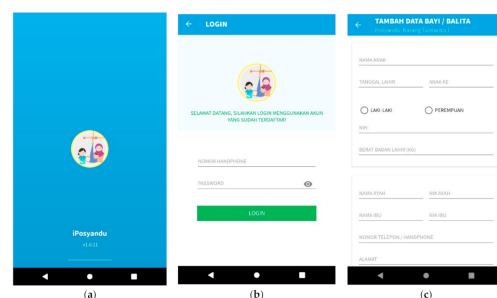 iPosyandu
v1.0.11
(a)
LOGIN
SELAMAT DATANG, SILAHKAN LOGIN MENGGUNAKAN AKUN
YANG SUDAH TERDAFTAR!
NOMOR HANDPHONE
PASSWORD
LOGIN
(b)
TAMBAH DATA BAYI / BALITA
Posyandu
NAMA ANAK
TANGGAL LAHIR ANAK KE
LAKI-LAKI PEREMPUAN
NIK
BERAT BADAN LAHIR (KG)
NAMA AYAH NIK AYAH
NAMA IBU NIK IBU
NOMOR TELEPON / HANDPHONE
ALAMAT
(c)